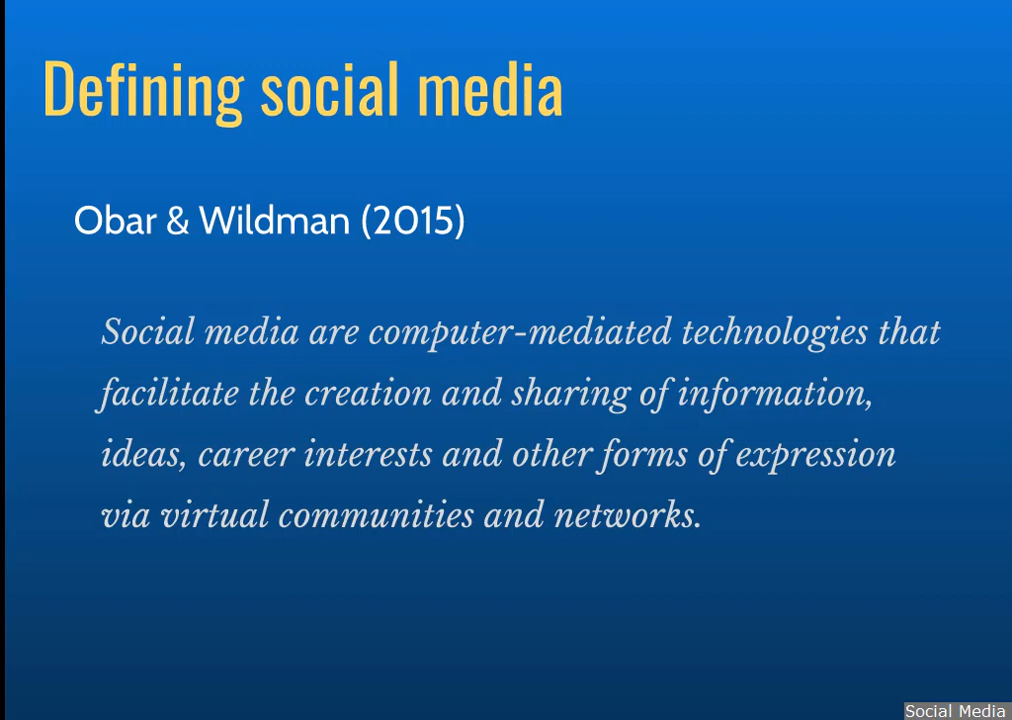 Defining social media
Obar & Wildman (2015)
Social media are computer-mediated technologies that
facilitate the creation and sharing of information,
ideas, career interests and other forms of expression
via virtual communities and networks.
Social Media